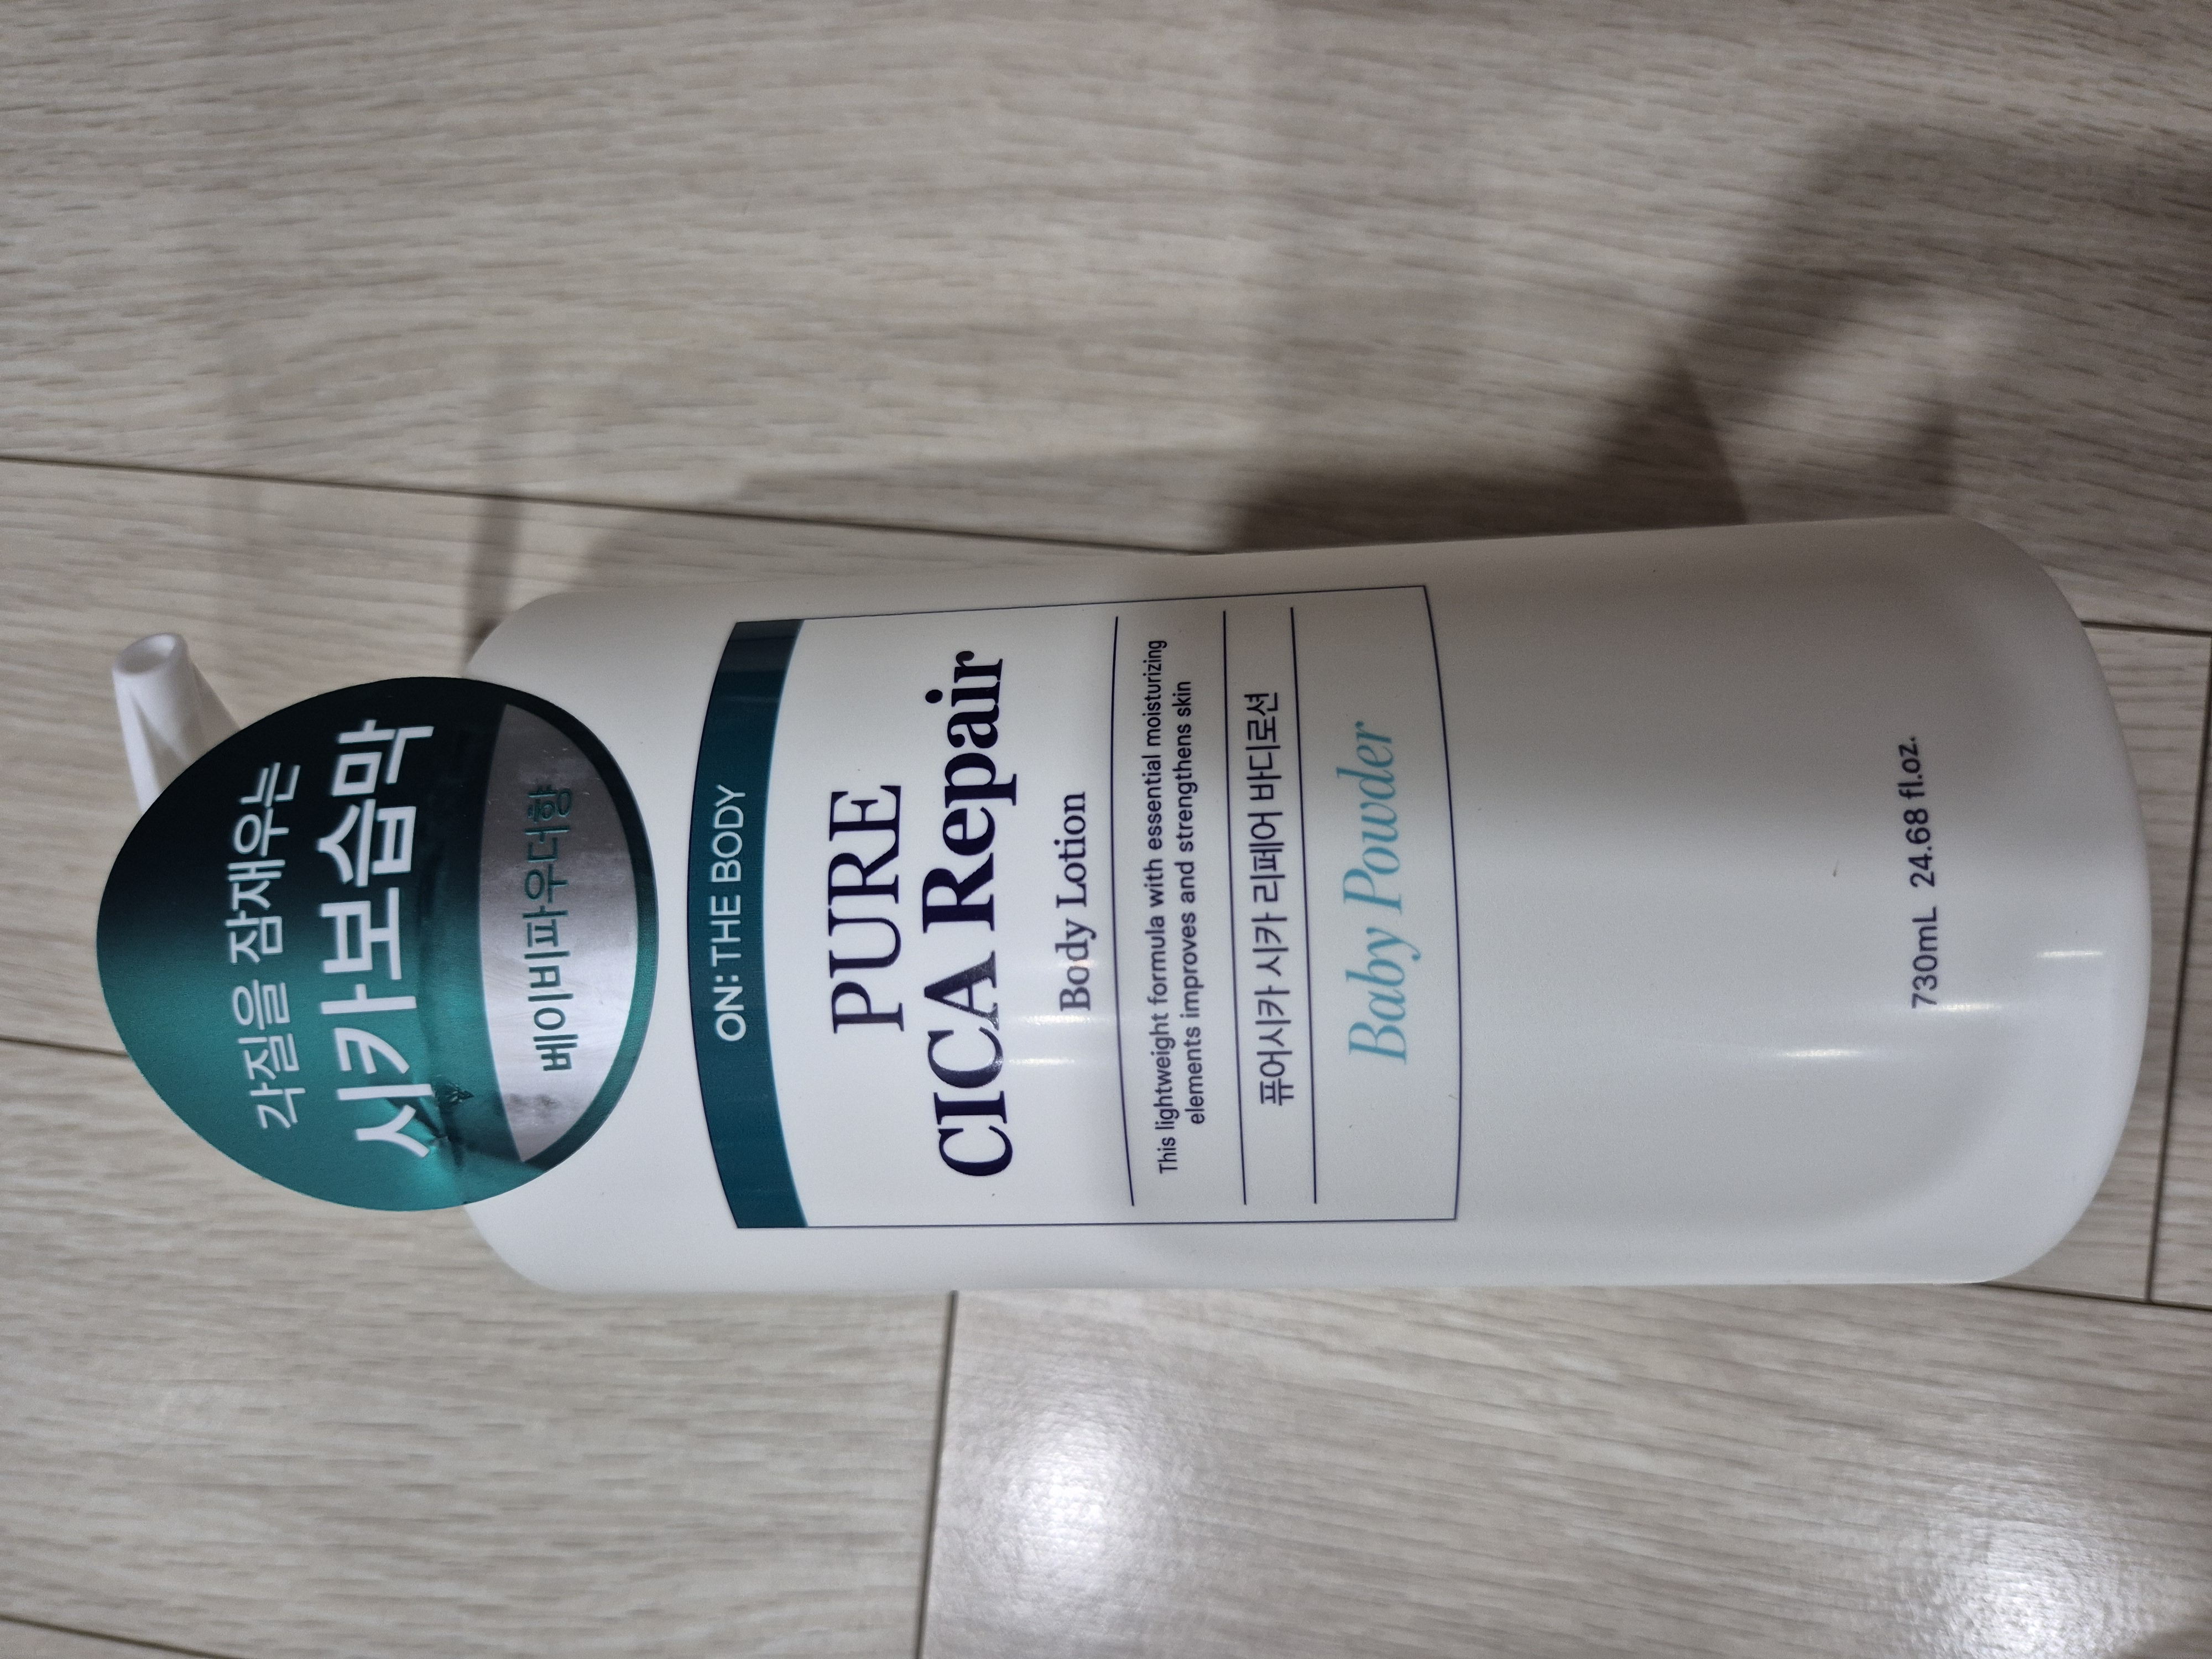 각질을 잠재우는
시카보습막
베이비파우더향
ON: THE BODY
PURE
CICA Repair
Body Lotion
This lightweight formula with essential moisturizing
elements improves and strengthens skin
퓨어시카 시카 리페어 바디로션
Baby Powder
730mL 24.68 fl.oz.